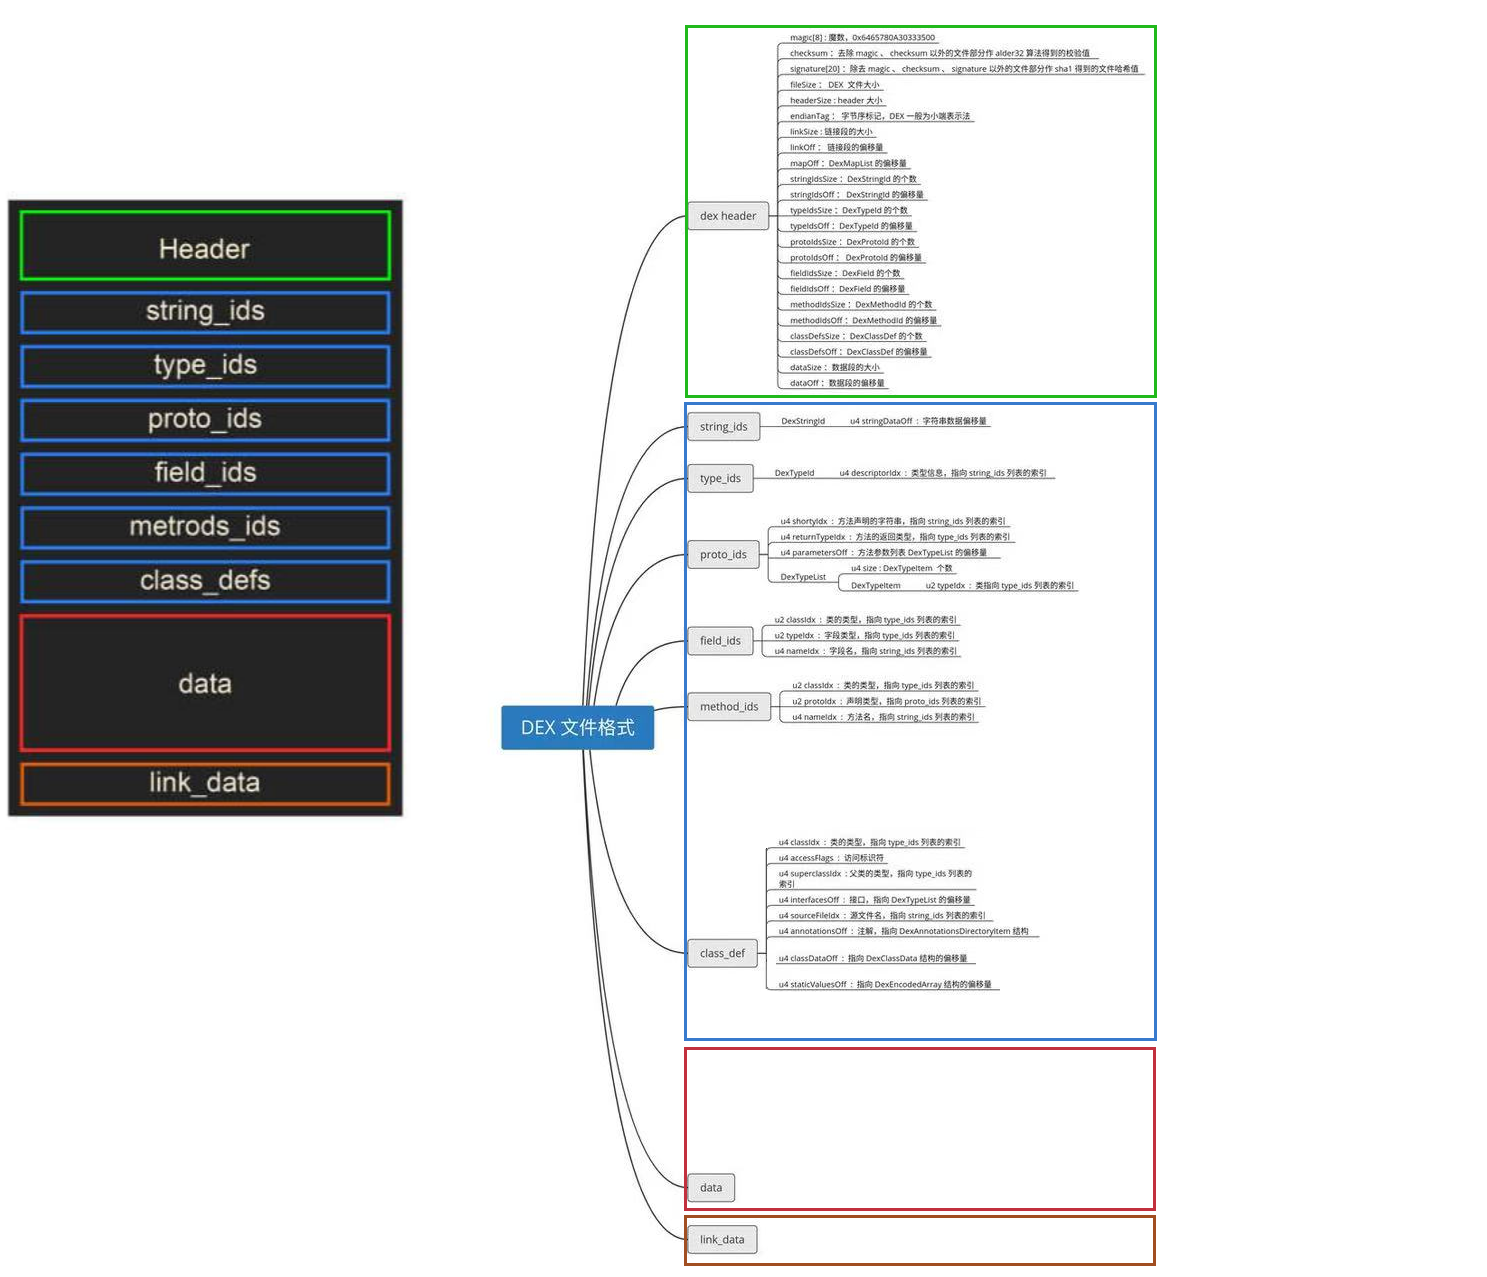 Header
string_ids
type_ids
proto_ids
field_ids
metrods_ids
class_defs
data
link_data
DEX 文件格式
dex header
magic[8] : 魔数，0x6465780A30333500
checksum： 去除 magic 、 checksum 以外的文件部分作 alder32 算法得到的校验值
signature[20]： 除去 magic 、 checksum 、 signature 以外的文件部分作 sha1 得到的文件哈希值
fileSize： DEX 文件大小
headerSize : header 大小
endianTag： 字节序标记，DEX 一般为小端表示法
linkSize : 链接段的大小
linkOff： 链接段的偏移量
mapOff： DexMapList 的偏移量
stringIdsSize： DexStringId 的个数
stringIdsOff： DexStringId 的偏移量
typeIdsSize： DexTypeId 的个数
typeIdsOff： DexTypeId 的偏移量
protoIdsSize： DexProtoId 的个数
protoIdsOff： DexProtoId 的偏移量
fieldIdsSize： DexField 的个数
fieldIdsOff： DexField 的偏移量
methodIdsSize： DexMethodId 的个数
methodIdsOff： DexMethodId 的偏移量
classDefsSize： DexClassDef 的个数
classDefsOff： DexClassDef 的偏移量
dataSize： 数据段的大小
dataOff： 数据段的偏移量
string_ids
DexStringId
u4 stringDataOff ： 字符串数据偏移量
type_ids
DexTypeId
u4 descriptorIdx ： 类型信息，指向 string_ids 列表的索引
proto_ids
u4 shortyIdx ： 方法声明的字符串，指向 string_ids 列表的索引
u4 returnTypeIdx ： 方法的返回类型，指向 type_ids 列表的索引
u4 parametersOff ： 方法参数列表 DexTypeList 的偏移量
DexTypeList
u4 size : DexTypeItem 个数
DexTypeItem
u2 typeIdx ： 类指向 type_ids 列表的索引
field_ids
u2 classIdx ： 类的类型，指向 type_ids 列表的索引
u2 typeIdx ： 字段类型，指向 type_ids 列表的索引
u4 nameIdx ： 字段名，指向 string_ids 列表的索引
method_ids
u2 classIdx ： 类的类型，指向 type_ids 列表的索引
u2 protoIdx ： 声明类型，指向 proto_ids 列表的索引
u4 nameIdx ： 方法名，指向 string_ids 列表的索引
class_def
u4 classIdx ： 类的类型，指向 type_ids 列表的索引
u4 accessFlags ： 访问标识符
u4 superclassIdx ：父类的类型，指向 type_ids 列表的
索引
u4 interfacesOff ： 接口，指向 DexTypeList 的偏移量
u4 sourceFileIdx ： 源文件名，指向 string_ids 列表的索引
u4 annotationsOff ： 注解，指向 DexAnnotationsDirectoryItem 结构
u4 classDataOff ： 指向 DexClassData 结构的偏移量
u4 staticValuesOff ： 指向 DexEncodedArray 结构的偏移量
data
link_data